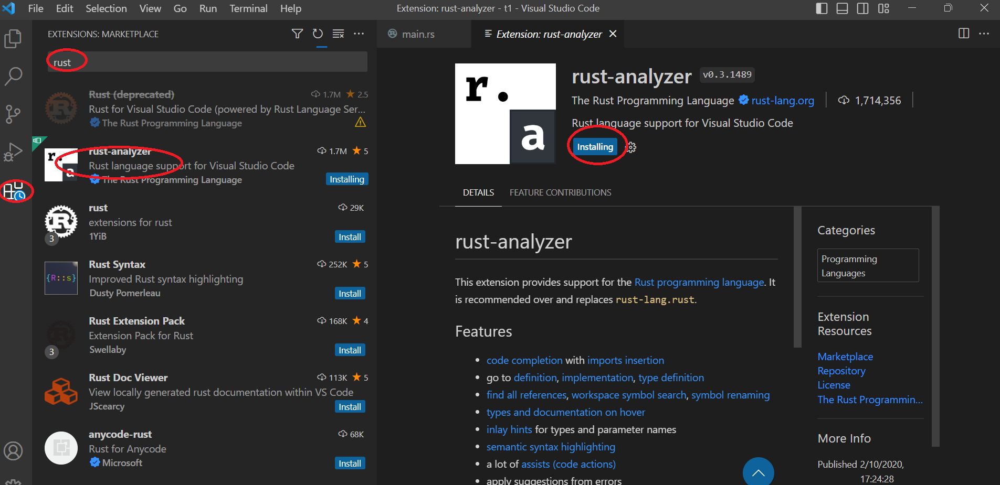 File Edit Selection View Go Run Terminal Help
Extension: rust-analyzer - t1 - Visual Studio Code
EXTENSIONS: MARKETPLACE
rust
Rust (deprecated) 1.7M 2.5
Rust for Visual Studio Code (powered by Rust Language Ser...
The Rust Programming Language
r. a
rust-analyzer 1.7M 5
Rust language support for Visual Studio Code
The Rust Programming Language Installing
rust 29K
extensions for rust
3 1YiB Install
Rust Syntax 252K 5
{R::s} Improved Rust syntax highlighting
Dusty Pomerleau Install
Rust Extension Pack 168K 4
Extension Pack for Rust
3 Swellaby Install
Rust Doc Viewer 113K 5
View locally generated rust documentation within VS Code
JScearcy Install
anycode-rust 68K
Rust for Anycode
Microsoft Install
main.rs Extension: rust-analyzer
r. a
rust-analyzer v0.3.1489
The Rust Programming Language rust-lang.org 1,714,356
Rust language support for Visual Studio Code
Installing
DETAILS FEATURE CONTRIBUTIONS
rust-analyzer
This extension provides support for the Rust programming language. It
is recommended over and replaces rust-lang.rust.
Features
• code completion with imports insertion
• go to definition, implementation, type definition
• find all references, workspace symbol search, symbol renaming
• types and documentation on hover
• inlay hints for types and parameter names
• semantic syntax highlighting
• a lot of assists (code actions)
• apply suggestions from errors
Categories
Programming
Languages
Extension
Resources
Marketplace
Repository
License
The Rust Programmin...
More Info
Published 2/10/2020,
17:24:28